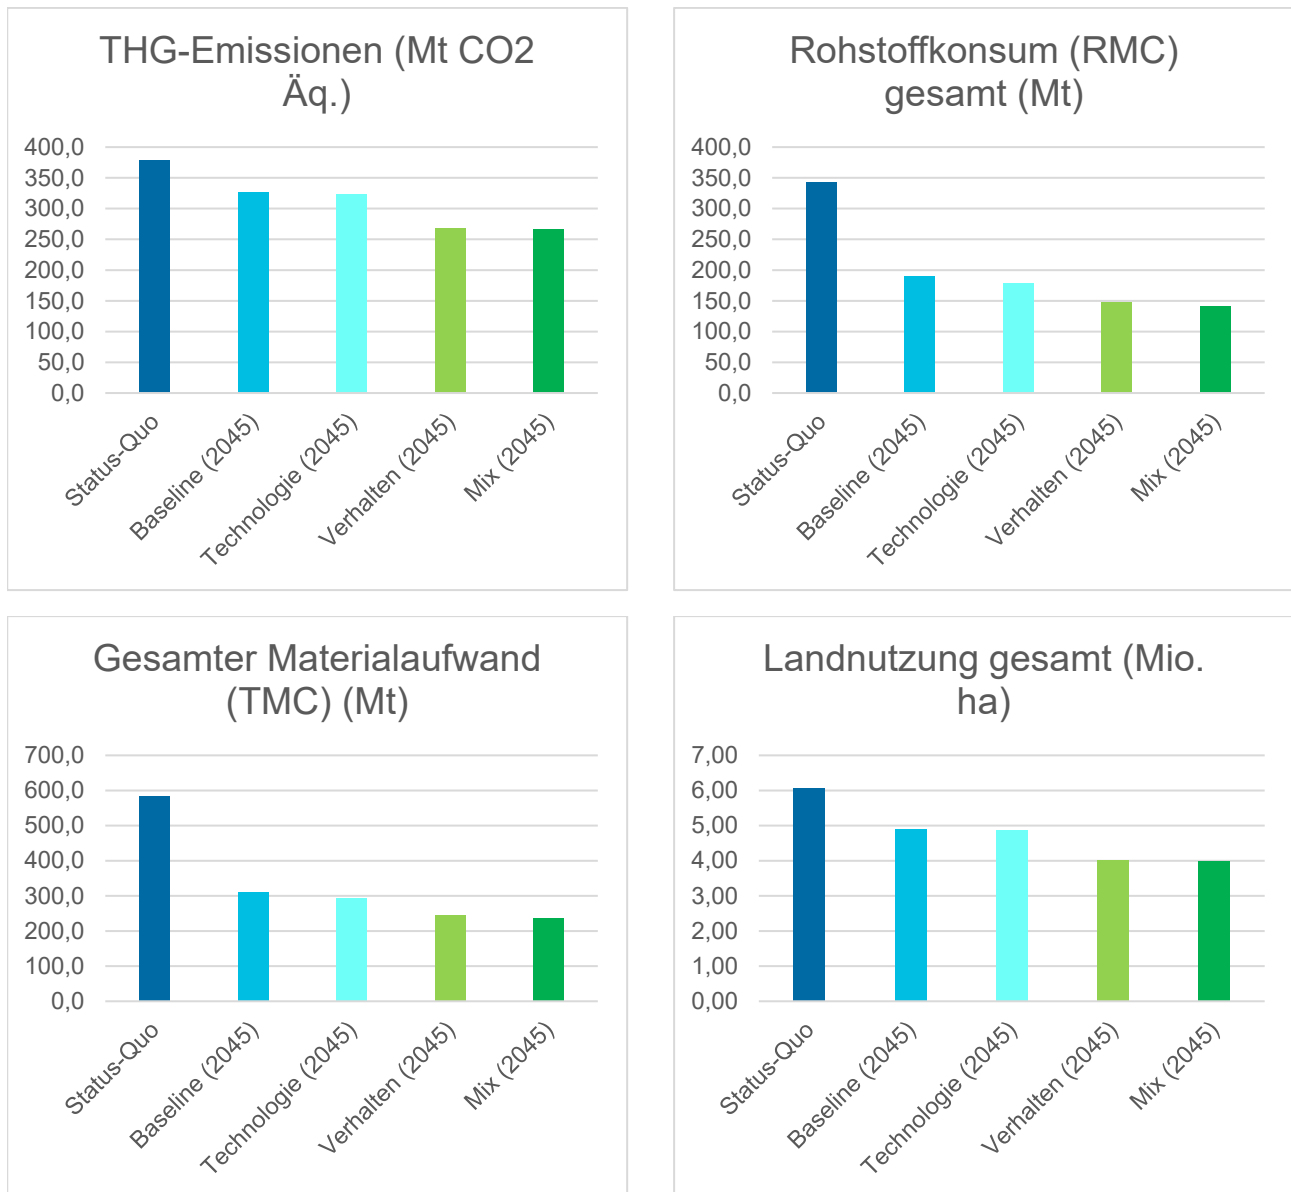 THG-Emissionen (Mt CO2
Äq.)
400,0
350,0
300,0
250,0
200,0
150,0
100,0
50,0
0,0
Status-Quo
Baseline (2045)
Technologie (2045)
Verhalten (2045)
Mix (2045)
Rohstoffkonsum (RMC)
gesamt (Mt)
400,0
350,0
300,0
250,0
200,0
150,0
100,0
50,0
0,0
Status-Quo
Baseline (2045)
Technologie (2045)
Verhalten (2045)
Mix (2045)
Gesamter Materialaufwand
(TMC) (Mt)
700,0
600,0
500,0
400,0
300,0
200,0
100,0
0,0
Status-Quo
Baseline (2045)
Technologie (2045)
Verhalten (2045)
Mix (2045)
Landnutzung gesamt (Mio.
ha)
7,00
6,00
5,00
4,00
3,00
2,00
1,00
0,00
Status-Quo
Baseline (2045)
Technologie (2045)
Verhalten (2045)
Mix (2045)